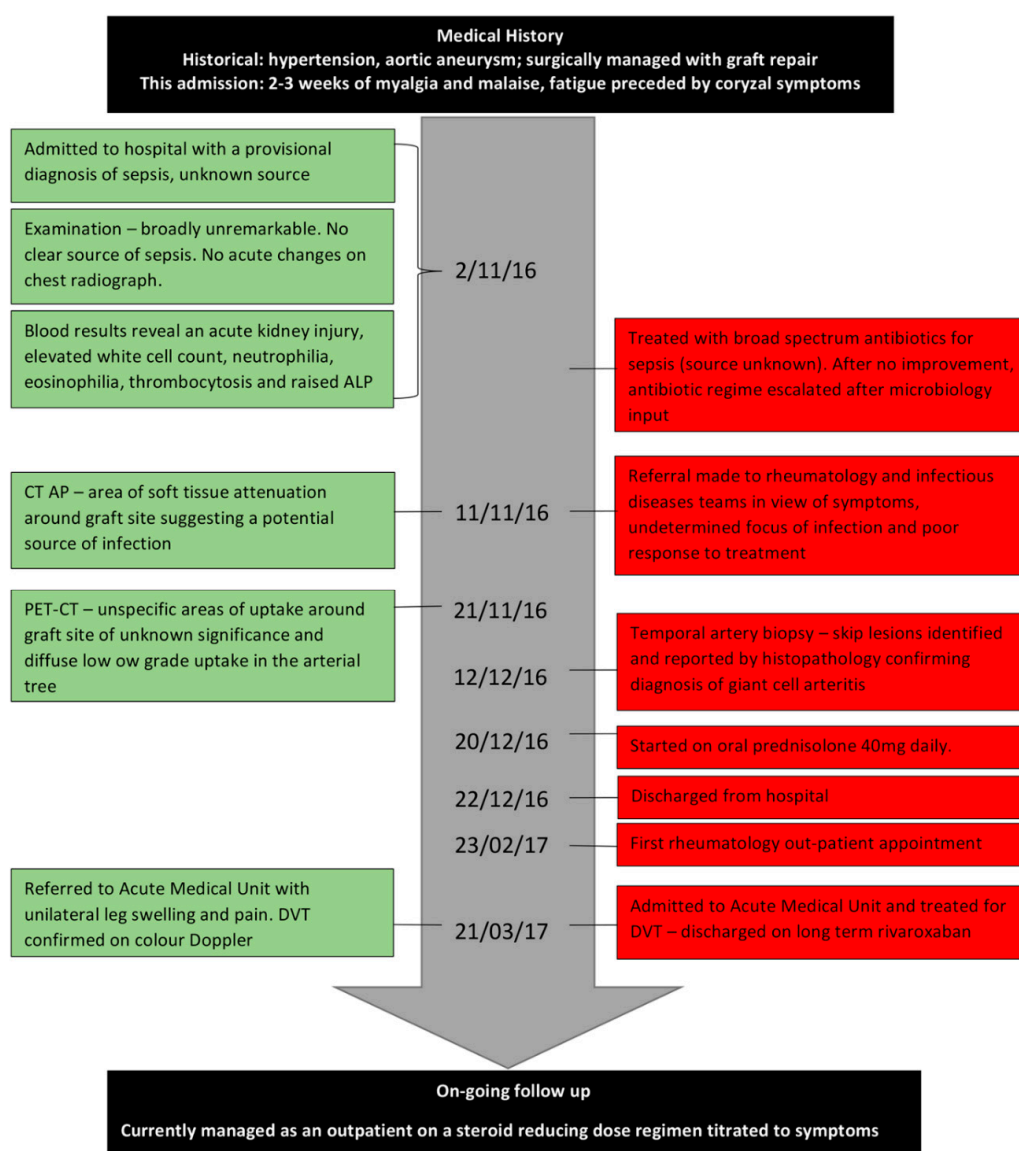 Medical History
Historical: hypertension, aortic aneurysm; surgically managed with graft repair
This admission: 2-3 weeks of myalgia and malaise, fatigue preceded by coryzal symptoms
Admitted to hospital with a provisional
diagnosis of sepsis, unknown source
Examination – broadly unremarkable. No
clear source of sepsis. No acute changes on
chest radiograph.
2/11/16
Blood results reveal an acute kidney injury,
elevated white cell count, neutrophilia,
eosinophilia, thrombocytosis and raised ALP
Treated with broad spectrum antibiotics for
sepsis (source unknown). After no improvement,
antibiotic regime escalated after microbiology
input
CT AP – area of soft tissue attenuation
around graft site suggesting a potential
source of infection
11/11/16
Referral made to rheumatology and infectious
diseases teams in view of symptoms,
undetermined focus of infection and poor
response to treatment
PET-CT – unspecific areas of uptake around
graft site of unknown significance and
diffuse low ow grade uptake in the arterial
tree
21/11/16
12/12/16
Temporal artery biopsy – skip lesions identified
and reported by histopathology confirming
diagnosis of giant cell arteritis
20/12/16
Started on oral prednisolone 40mg daily.
22/12/16
Discharged from hospital
23/02/17
First rheumatology out-patient appointment
Referred to Acute Medical Unit with
unilateral leg swelling and pain. DVT
confirmed on colour Doppler
21/03/17
Admitted to Acute Medical Unit and treated for
DVT – discharged on long term rivaroxaban
On-going follow up
Currently managed as an outpatient on a steroid reducing dose regimen titrated to symptoms